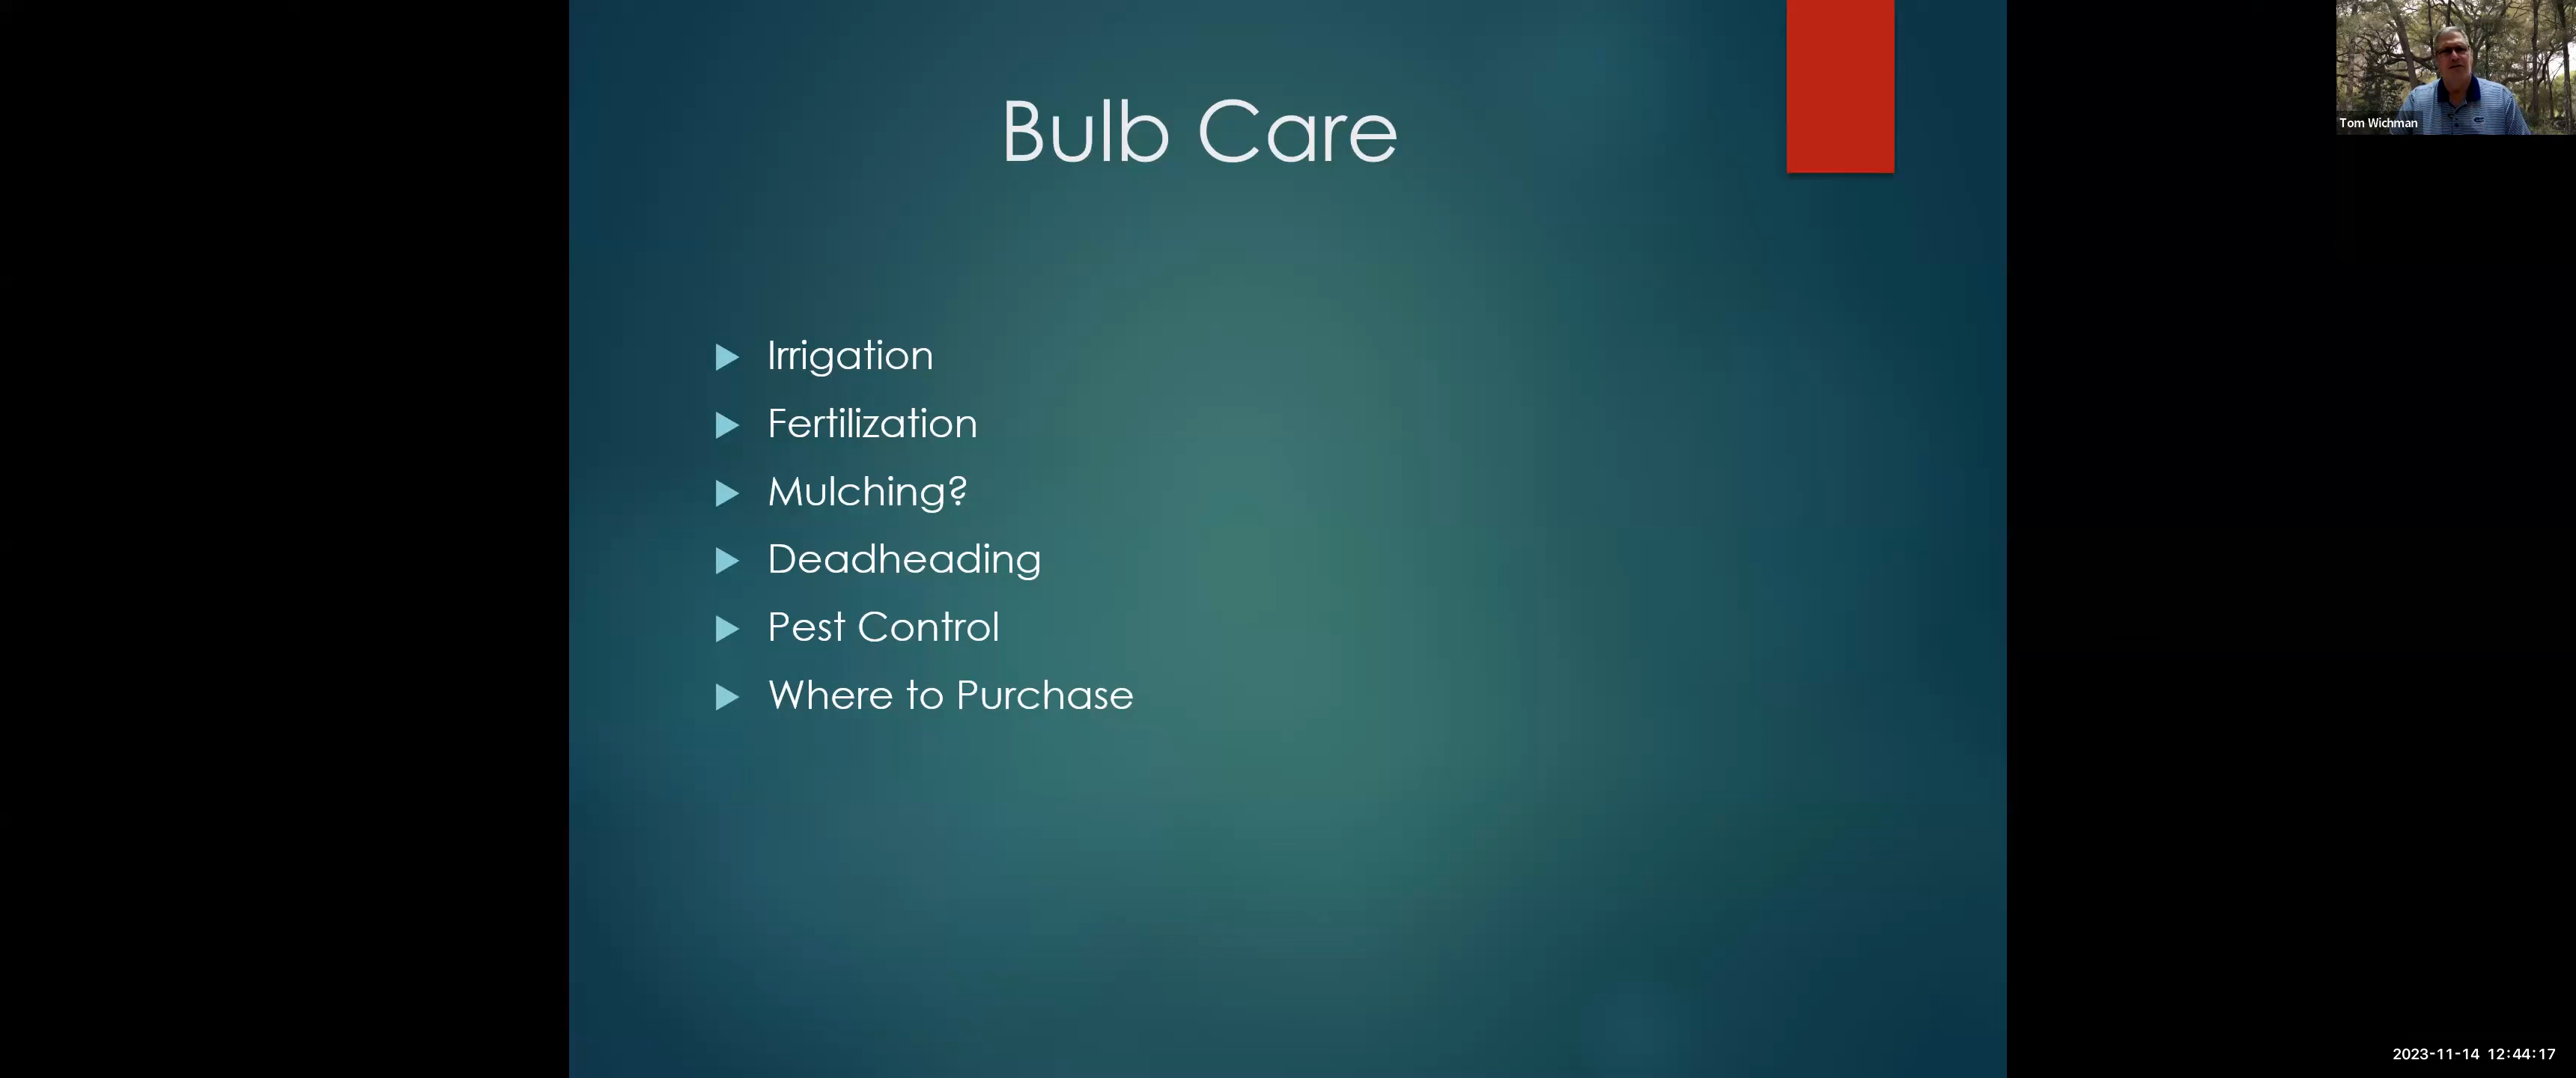 Bulb Care
Irrigation
Fertilization
Mulching?
Deadheading
Pest Control
Where to Purchase
Tom Wichman
2023-11-14 12:44:17